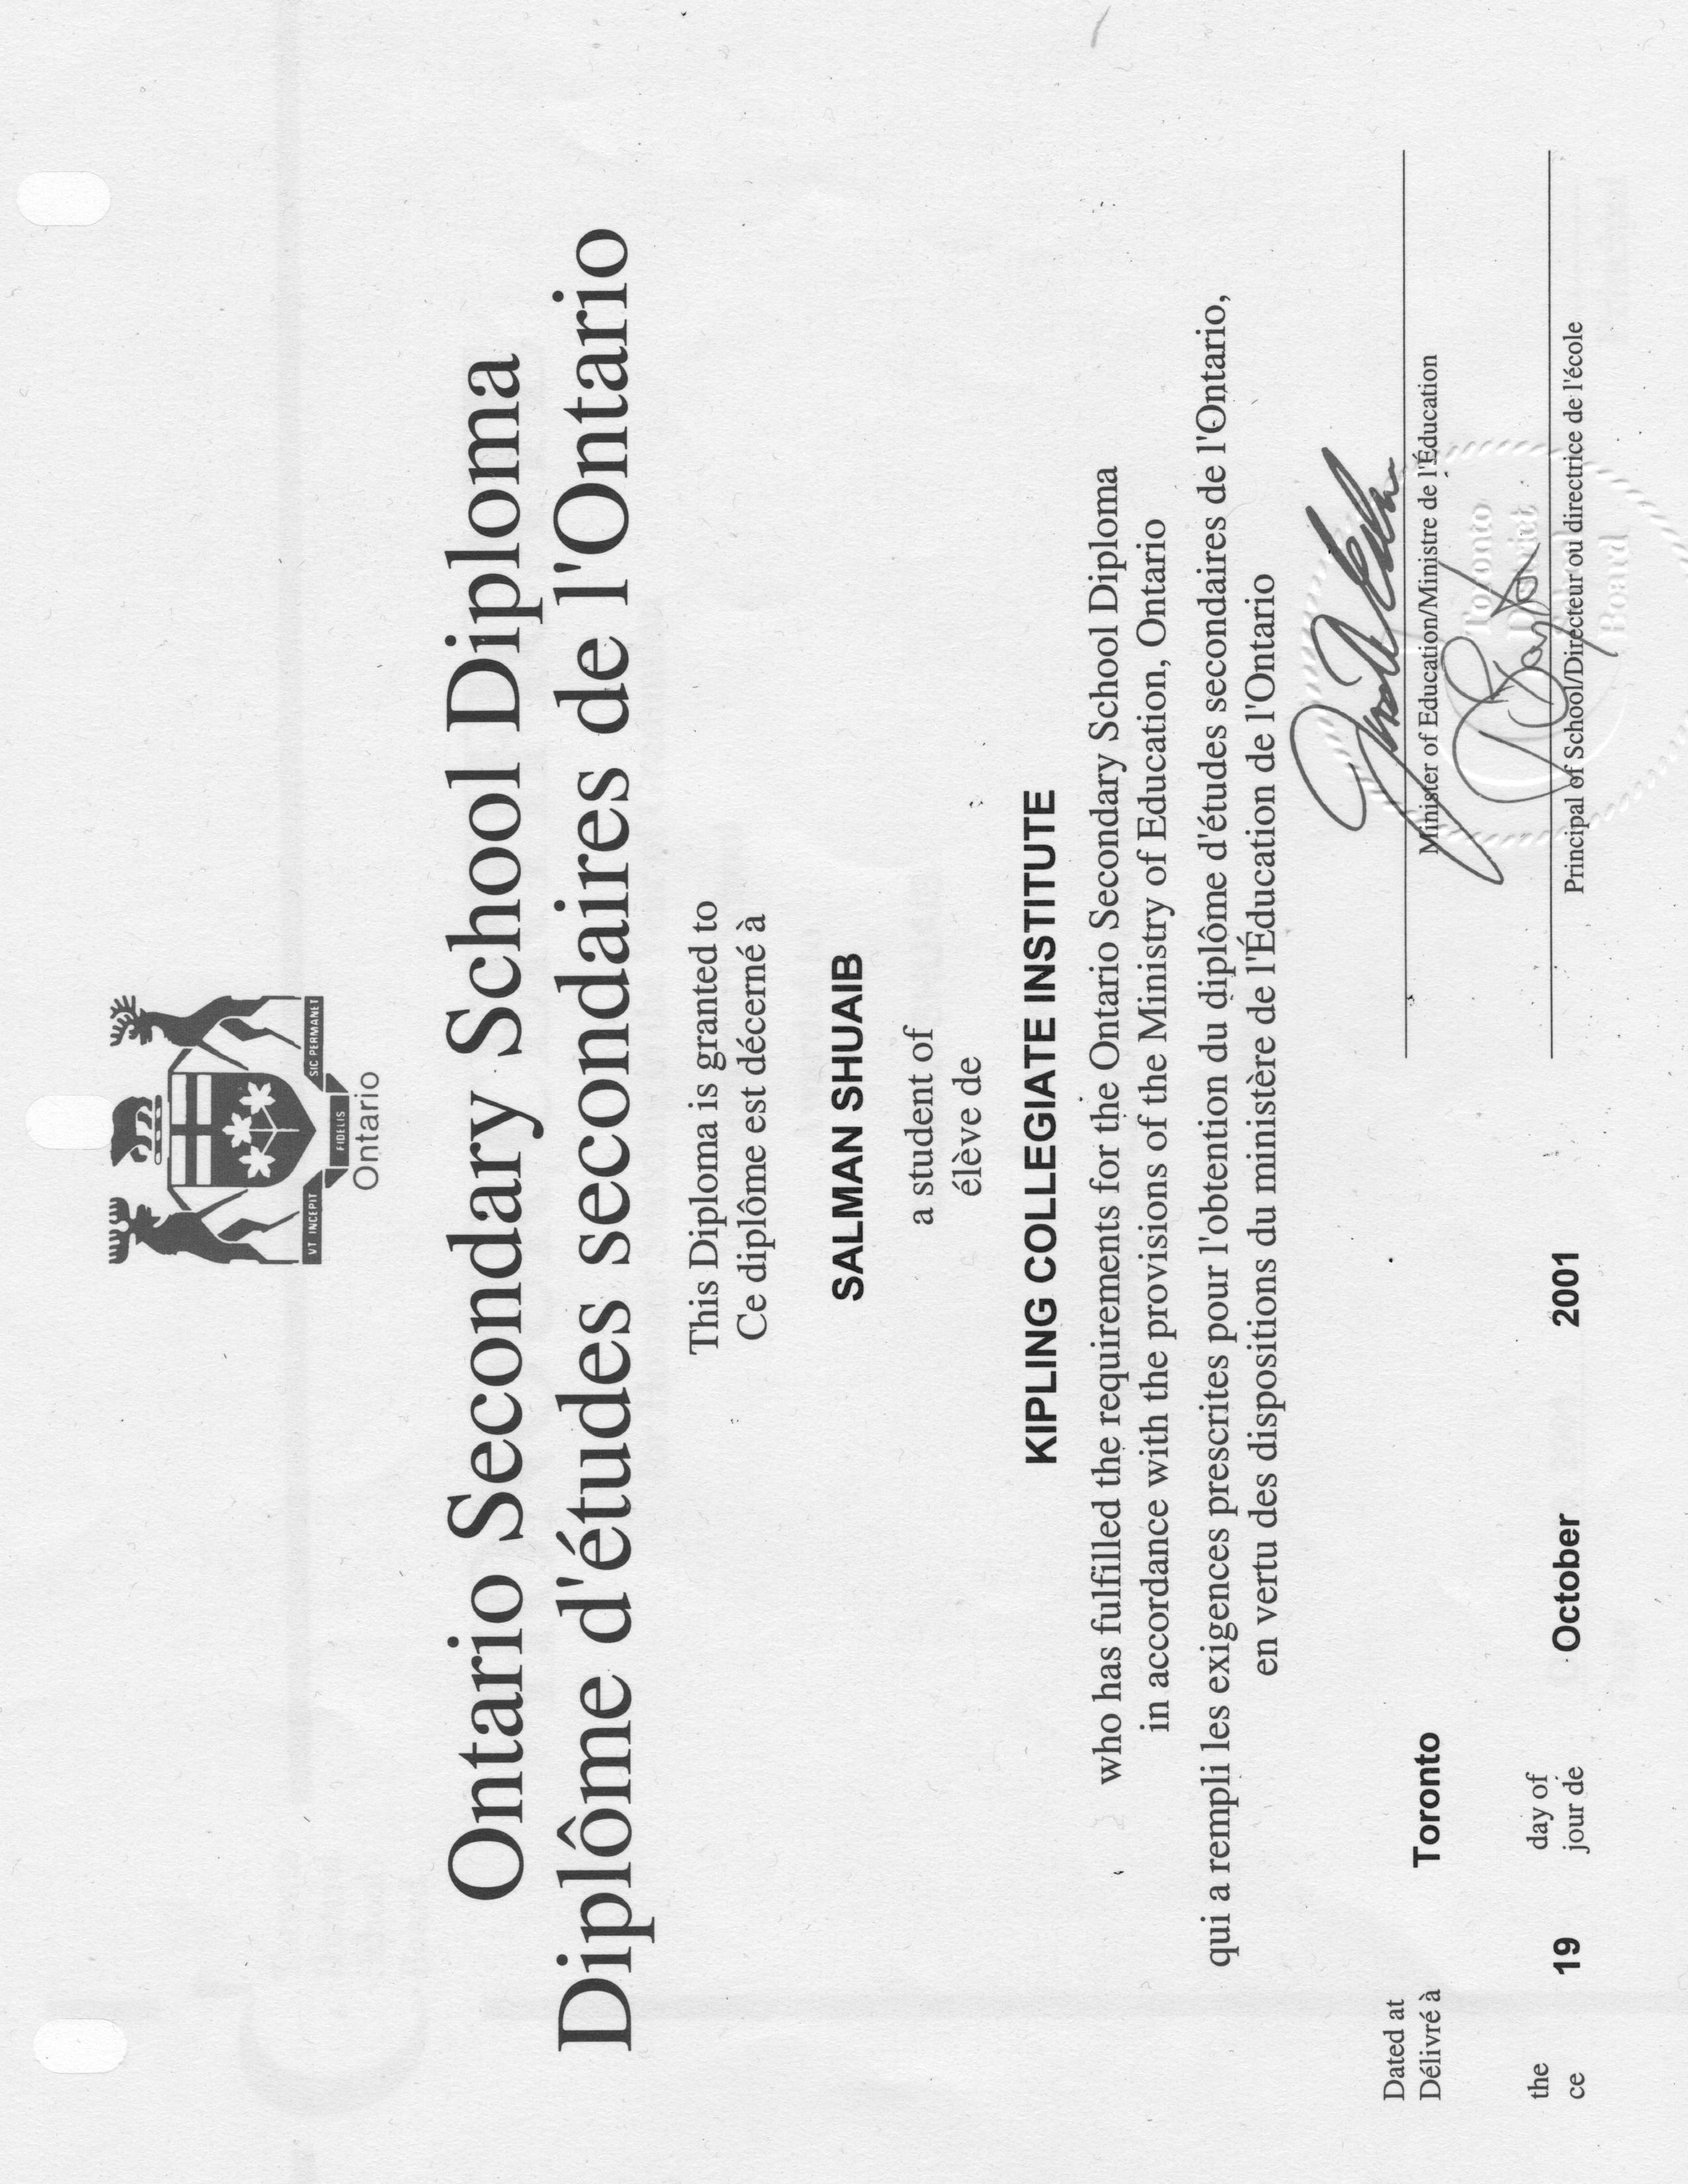 VT INCEPIT
SIC PERMANET
FIDELIS
Ontario
Ontario Secondary School Diploma
Diplôme d'études secondaires de l'Ontario
This Diploma is granted to
Ce diplôme est décerné à
SALMAN SHUAIB
a student of
élève de
KIPLING COLLEGIATE INSTITUTE
who has fulfilled the requirements for the Ontario Secondary School Diploma
in accordance with the provisions of the Ministry of Education, Ontario
qui a rempli les exigences prescrites pour l'obtention du diplôme d'études secondaires de l'Ontario,
en vertu des dispositions du ministère de l'Éducation de l'Ontario
Dated at
Délivré à
Toronto
Minister of Education/Ministre de l'Éducation
Toronto
District
School
Board
the
ce
19
day of
jour de
October
2001
Principal of School/Directeur ou directrice de l'école